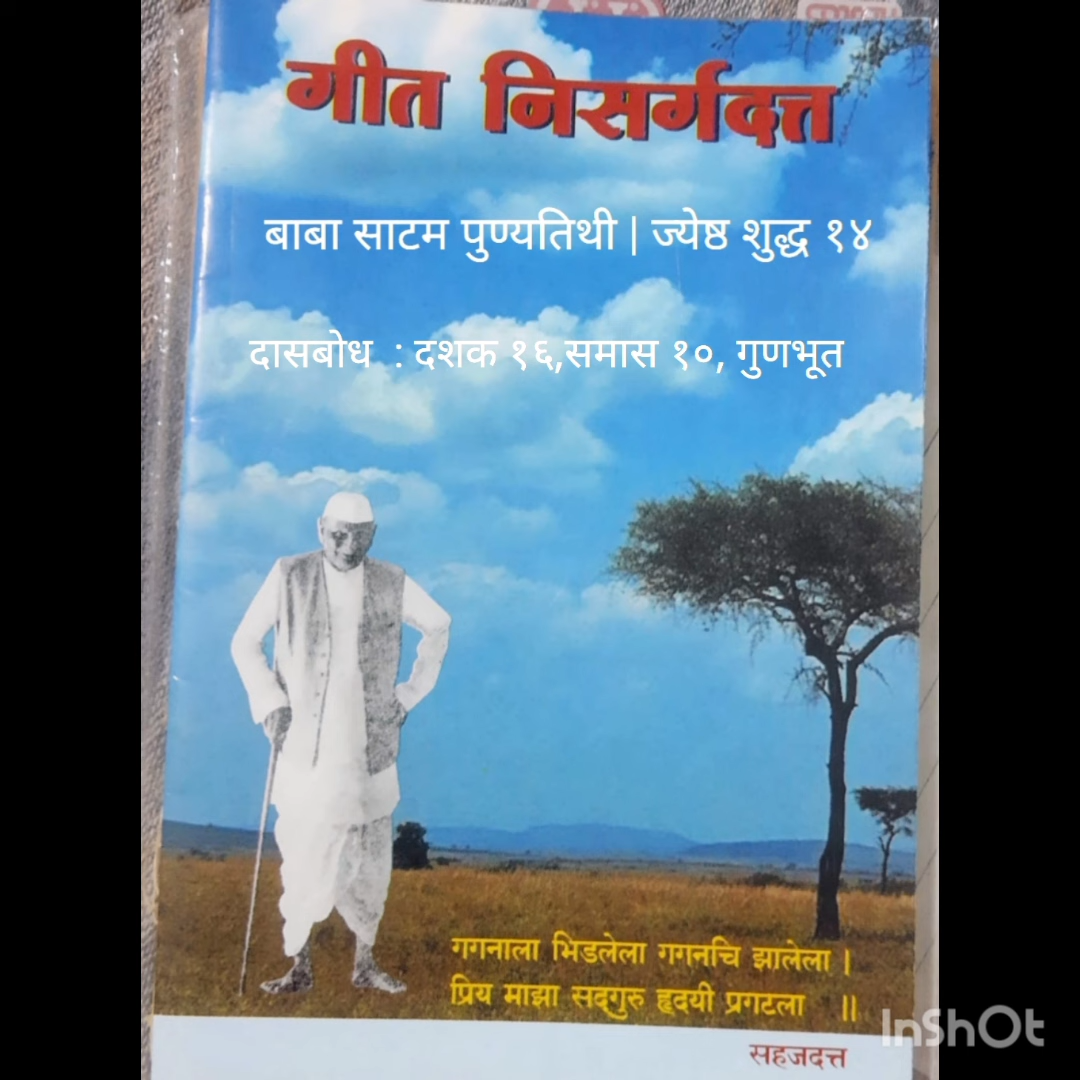 गीत निसर्गदत्त
बाबा साटम पुण्यतिथी | ज्येष्ठ शुद्ध १४
दासबोध : दशक १६,समास १०, गुणभूत
गगनाला भिडलेला गगनचि झालेला ।
प्रिय माझा सद्गुरु हृदयी प्रगटला ॥
InShOt
सहजदत्त